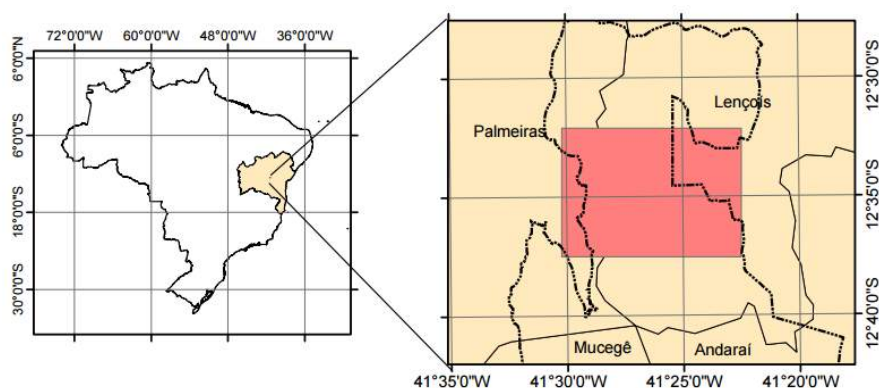 72°0'0"W 60°0'0"W 48°0'0"W 36°0'0"W
6°0'0"N
6°0'0"S
18°0'0"S
30°0'0"S
Lençois
Palmeiras
Mucegê
Andaraí
12°30'0"S
12°35'0"S
12°40'0"S
41°35'0"W 41°30'0"W 41°25'0"W 41°20'0"W